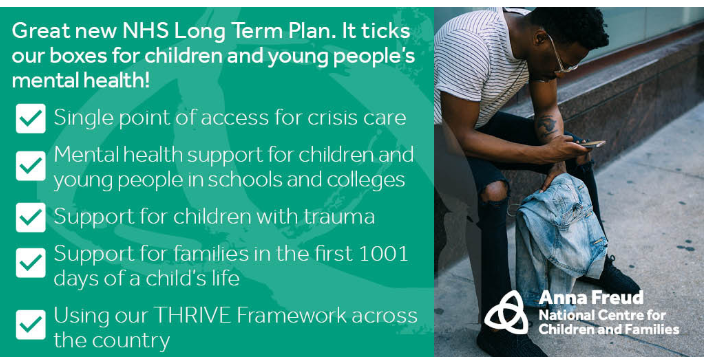 Great new NHS Long Term Plan. It ticks
our boxes for children and young people's
mental health!
Single point of access for crisis care
Mental health support for children and
young people in schools and colleges
Support for children with trauma
Support for families in the first 1001
days of a child's life
Using our THRIVE Framework across
the country
Anna Freud
National Centre for
Children and Families